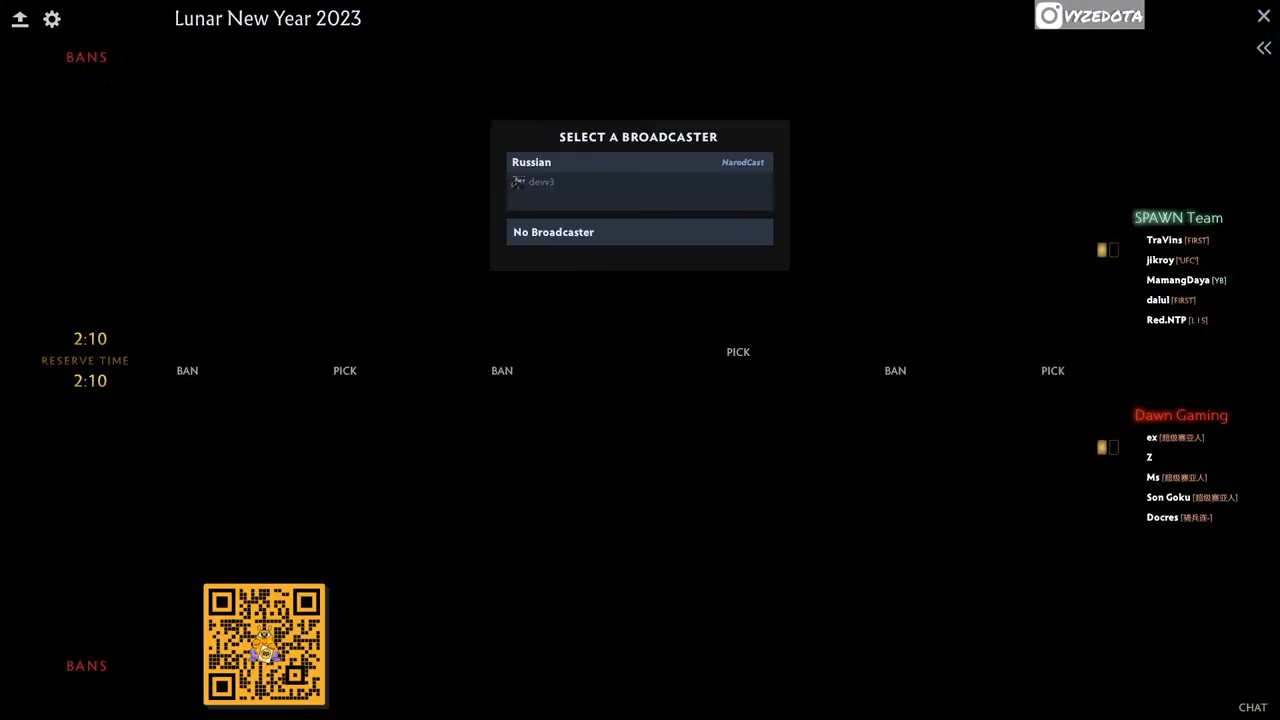 Lunar New Year 2023
VYZEDOTA
BANS
SELECT A BROADCASTER
Russian NarodCast
devv3
No Broadcaster
SPAWN Team
TraVins [FIRST]
jikroy ['UFC']
MamangDaya [YB]
dalul [FIRST]
Red.NTP [L I S]
2:10
RESERVE TIME
2:10
BAN PICK BAN PICK BAN PICK
Dawn Gaming
ex [超级赛亚人]
Z
Ms [超级赛亚人]
Son Goku [超级赛亚人]
Docres [骑兵连-]
BANS
CHAT